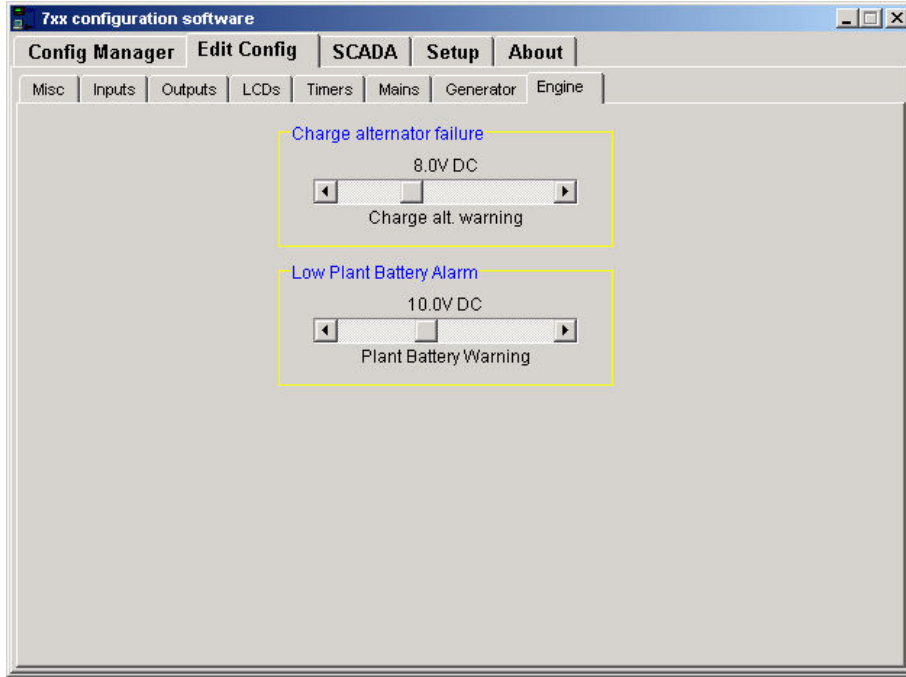 7xx configuration software
Config Manager Edit Config SCADA Setup About
Misc Inputs Outputs LCDs Timers Mains Generator Engine
Charge alternator failure
8.0V DC
Charge alt. warning
Low Plant Battery Alarm
10.0V DC
Plant Battery Warning